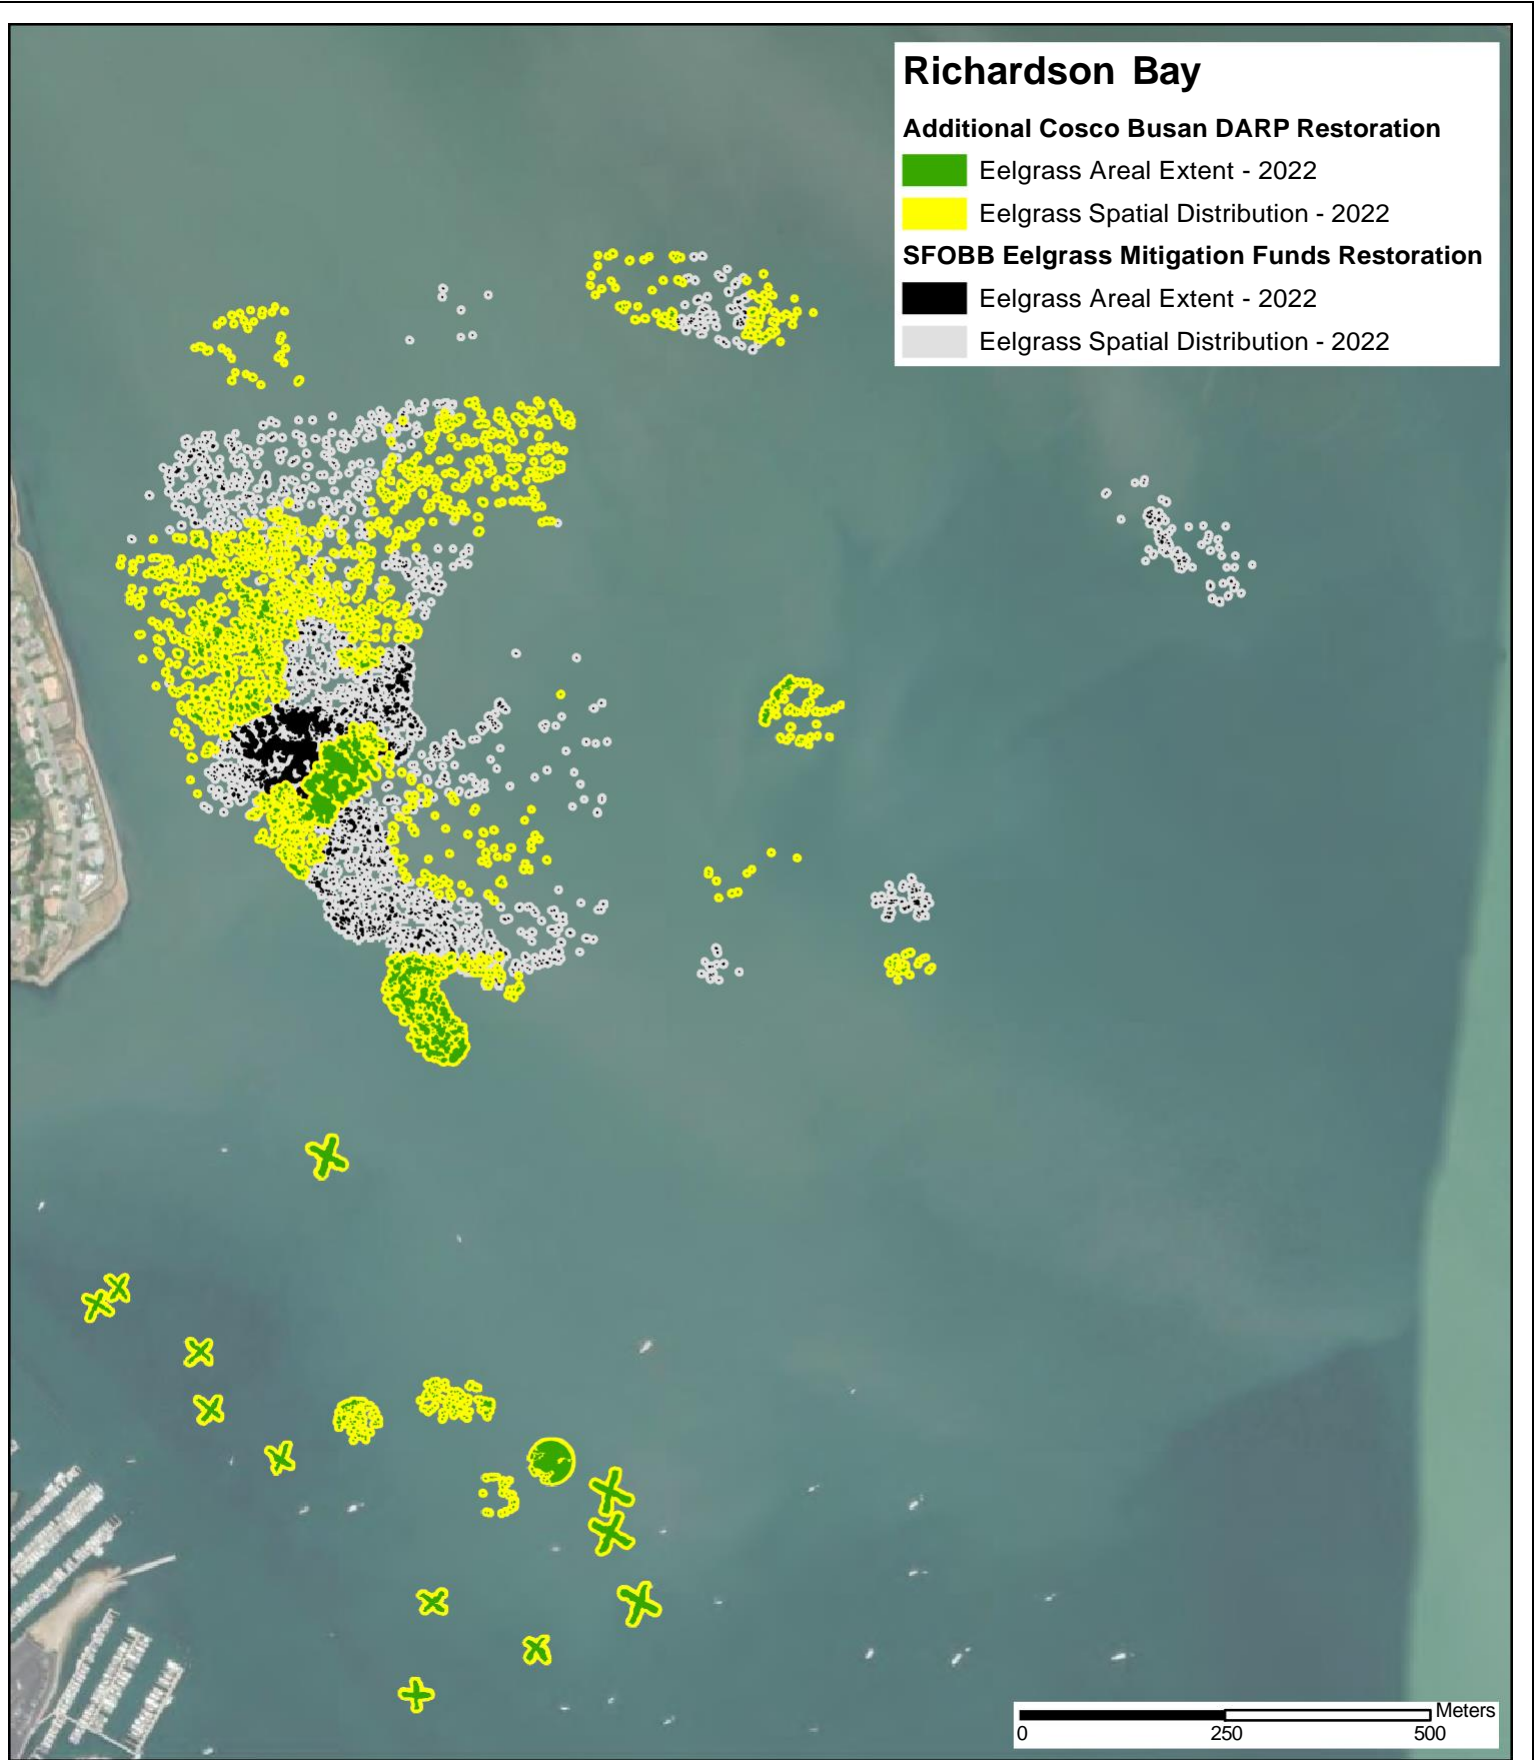 Richardson Bay
Additional Cosco Busan DARP Restoration
Eelgrass Areal Extent - 2022
Eelgrass Spatial Distribution - 2022
SFOBB Eelgrass Mitigation Funds Restoration
Eelgrass Areal Extent - 2022
Eelgrass Spatial Distribution - 2022
Meters
0 250 500